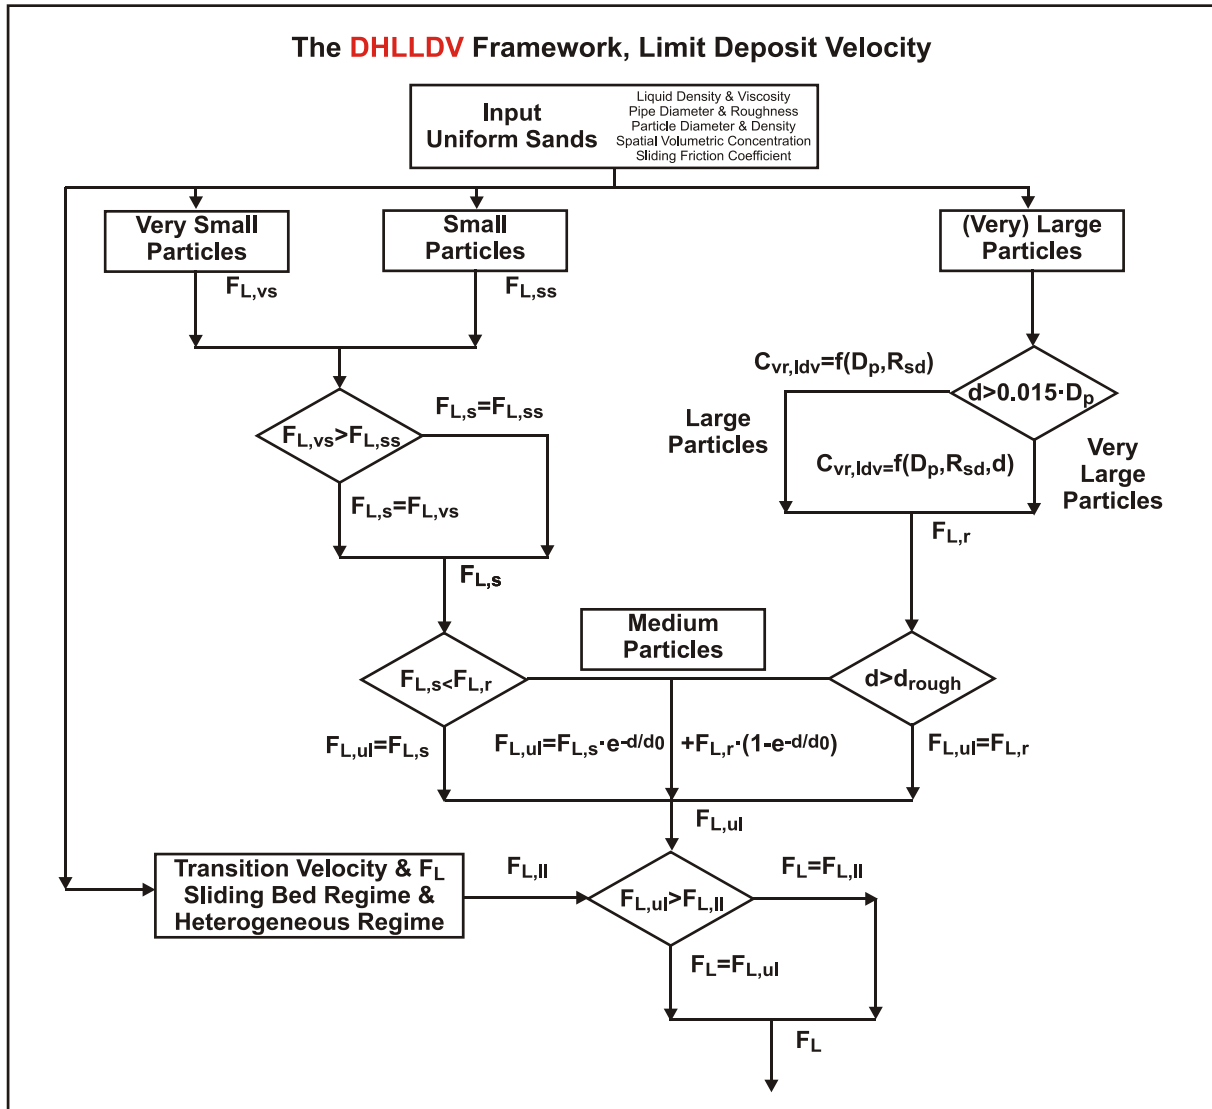 The DHLLDV Framework, Limit Deposit Velocity
Input
Uniform Sands
Liquid Density & Viscosity
Pipe Diameter & Roughness
Particle Diameter & Density
Spatial Volumetric Concentration
Sliding Friction Coefficient
Very Small
Particles
Small
Particles
(Very) Large
Particles
FL,vs
FL,ss
Cvr,ldv=f(Dp,Rsd)
d>0.015·Dp
FL,s=FL,ss
Large
Particles
FL,vs>FL,ss
Cvr,ldv=f(Dp,Rsd,d)
Very
Large
Particles
FL,s=FL,vs
FL,r
FL,s
Medium
Particles
FL,s<FL,r
d>drough
FL,ul=FL,s
FL,ul=FL,s·e-d/d0 +FL,r·(1-e-d/d0)
FL,ul=FL,r
FL,ul
Transition Velocity & FL
Sliding Bed Regime &
Heterogeneous Regime
FL,ll
FL,ul>FL,ll
FL=FL,ll
FL=FL,ul
FL